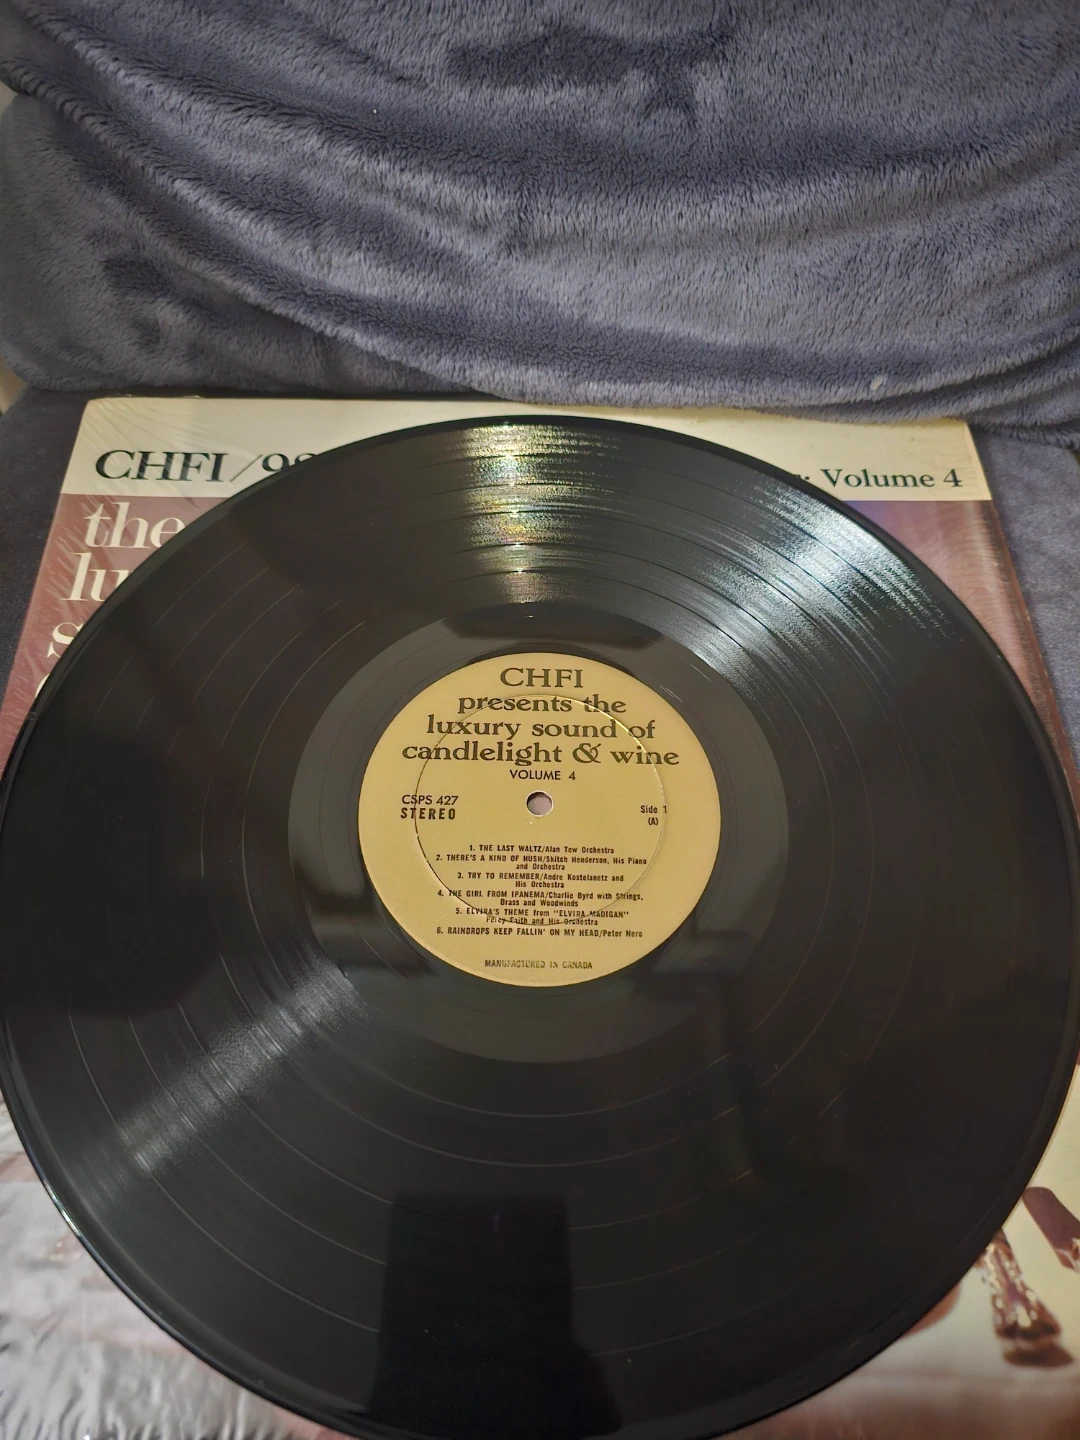 CHFI/98
: Volume 4
the
lu
s
CHFI
presents the
luxury sound of
candlelight & wine
VOLUME 4
CSPS 427
STEREO
Side 1
(A)
1. THE LAST WALTZ/Alan Tew Orchestra
2. THERE'S A KIND OF HUSH/Skitch Henderson, His Piano
and Orchestra
3. TRY TO REMEMBER/Andre Kostelanetz and
His Orchestra
4. THE GIRL FROM IPANEMA/Charlie Byrd with Strings,
Brass and Woodwinds
5. ELVIRA'S THEME from "ELVIRA MADIGAN"
Percy Faith and His Orchestra
6. RAINDROPS KEEP FALLIN' ON MY HEAD/Peter Nero
MANUFACTURED IN CANADA